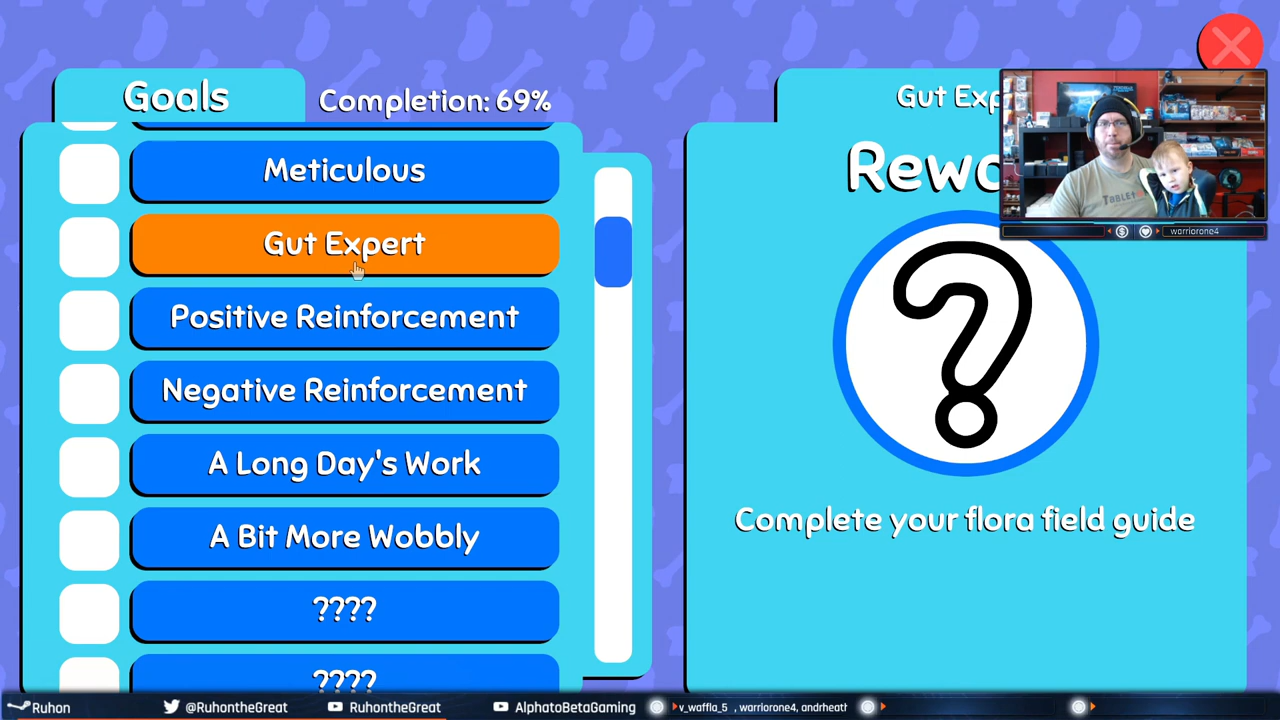 Goals
Completion: 69%
Meticulous
Gut Expert
Positive Reinforcement
Negative Reinforcement
A Long Day's Work
A Bit More Wobbly
????
????
Gut Exp
Rewa
Complete your flora field guide
warriorone4
Ruhon
@RuhontheGreat
RuhontheGreat
AlphatoBetaGaming
v_waffla_5 , warriorone4, andrheath